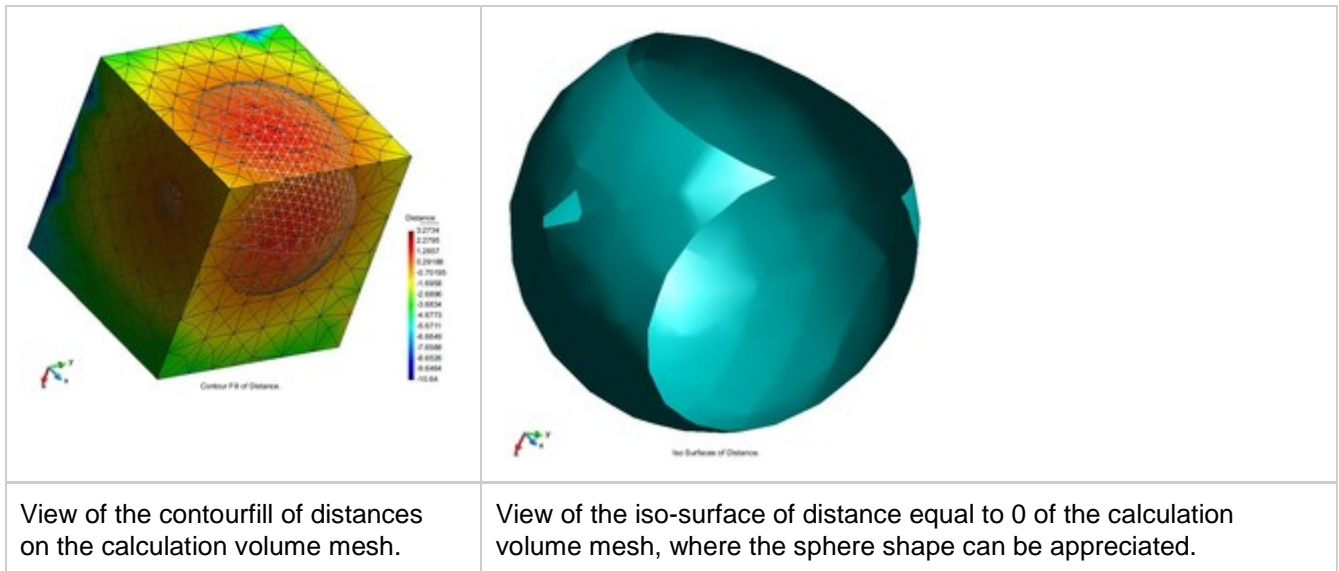 Distance
3.2734
2.2795
1.2857
0.29188
-0.70195
-1.6958
-2.6896
-3.6834
-4.6773
-5.6711
-6.6649
-7.6588
-8.6526
-9.6464
-10.64
y
x
Contour Fill of Distance.
y
x
Iso Surfaces of Distance.
View of the contourfill of distances
on the calculation volume mesh.
View of the iso-surface of distance equal to 0 of the calculation
volume mesh, where the sphere shape can be appreciated.